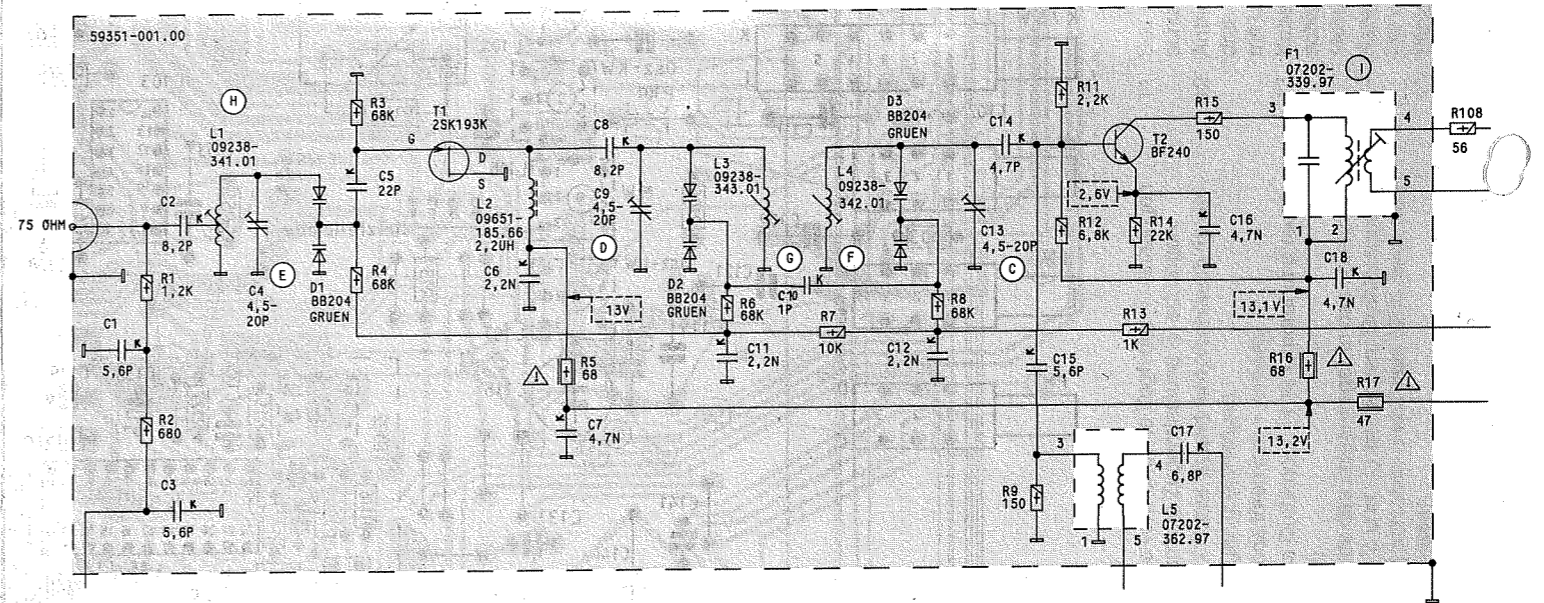 59351-001.00
H
L1
09238-
341.01
C2
K
8,2P
75 OHM
R1
1,2K
C1
K
5,6P
R2
680
C3
K
5,6P
E
C4
4,5-
20P
D1
BB204
GRUEN
R3
68K
K
C5
22P
R4
68K
T1
2SK193K
G
D
S
L2
09651-
185.66
2,2UH
K
C6
2,2N
13V
R5
68
K
C7
4,7N
C8
K
8,2P
C9
4,5-
20P
D
L3
09238-
343.01
D2
BB204
GRUEN
G
F
K
C10
1P
R6
68K
K
C11
2,2N
R7
10K
L4
09238-
342.01
D3
BB204
GRUEN
R8
68K
K
C12
2,2N
C13
4,5-20P
C
C14
K
4,7P
R11
2,2K
R12
6,8K
T2
BF240
2,6V
R14
22K
K
C16
4,7N
R15
150
R13
1K
K
C15
5,6P
R9
150
3
4
1
5
L5
07202-
362.97
C17
K
6,8P
F1
07202-
339.97
I
3
4
5
1
2
R108
56
C18
K
4,7N
13,1V
R16
68
R17
47
13,2V